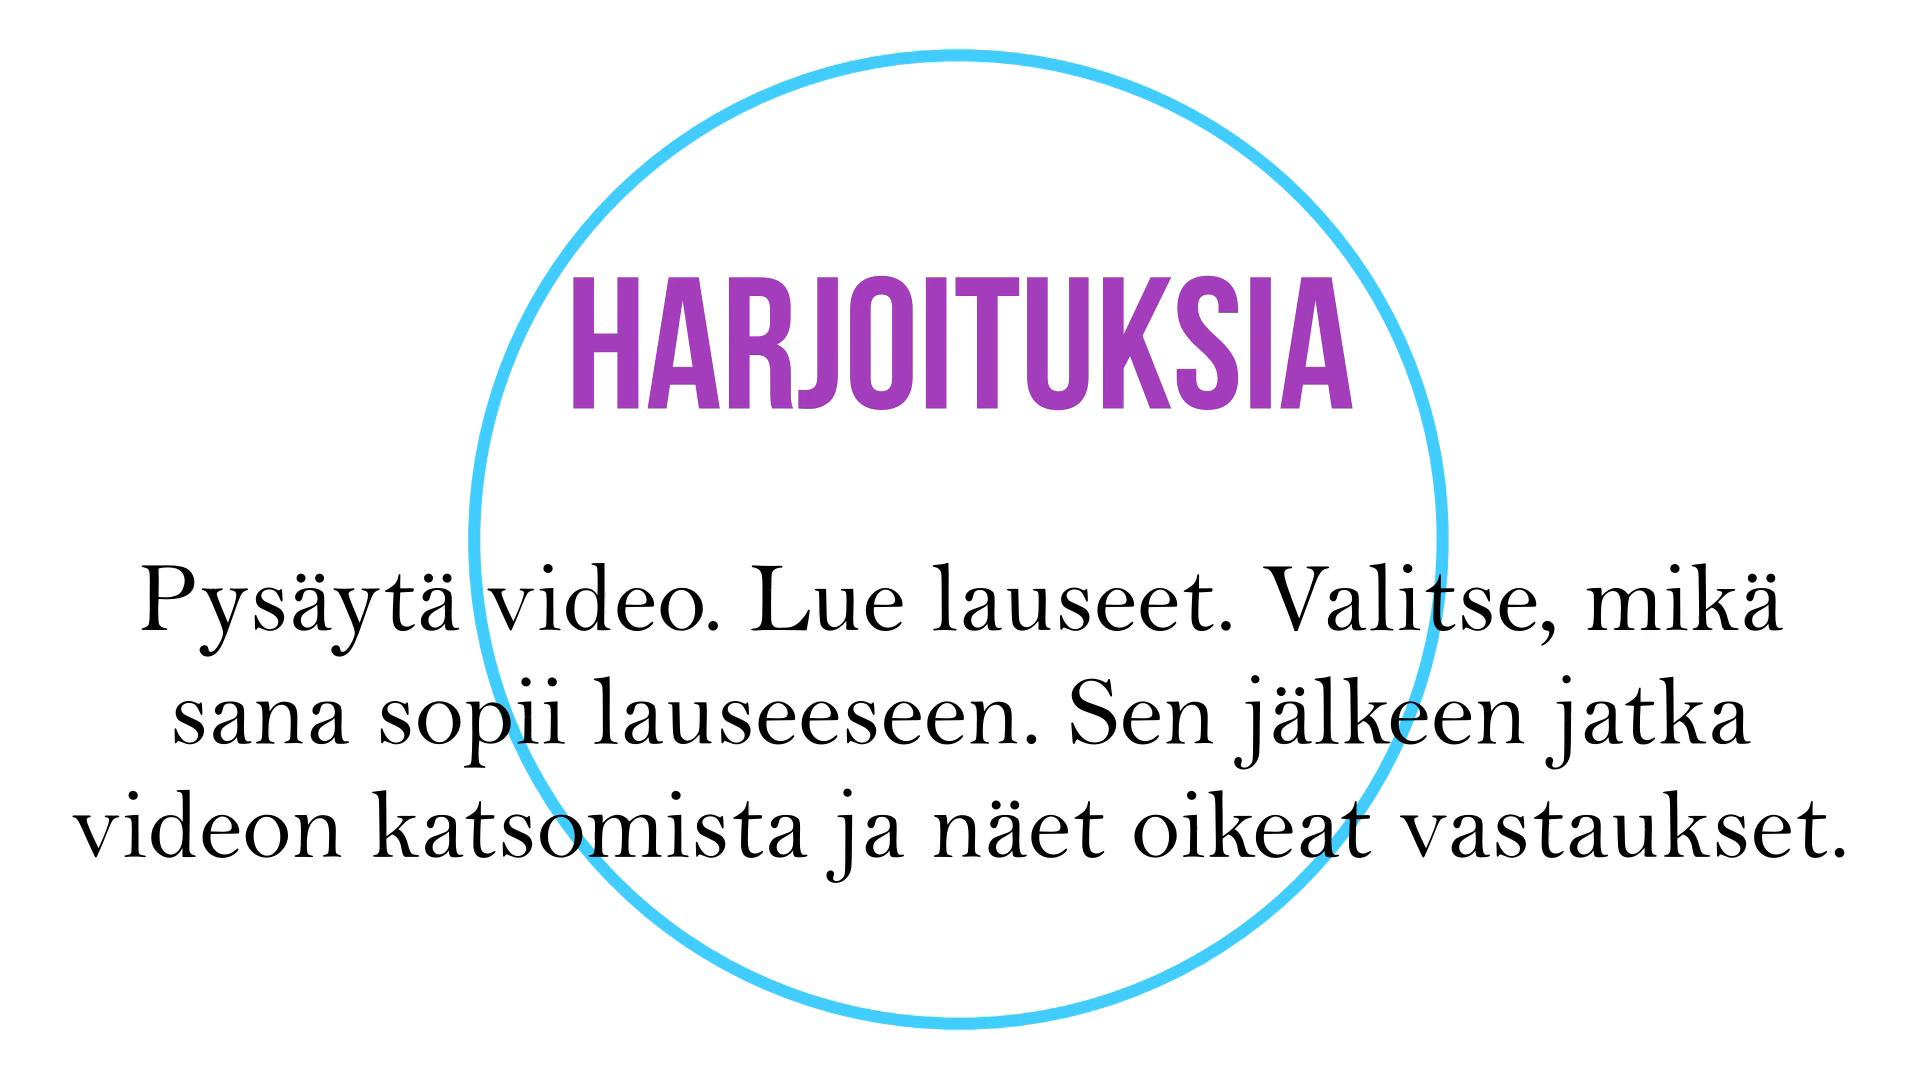 HARJOITUKSIA
Pysäytä video. Lue lauseet. Valitse, mikä
sana sopii lauseeseen. Sen jälkeen jatka
videon katsomista ja näet oikeat vastaukset.